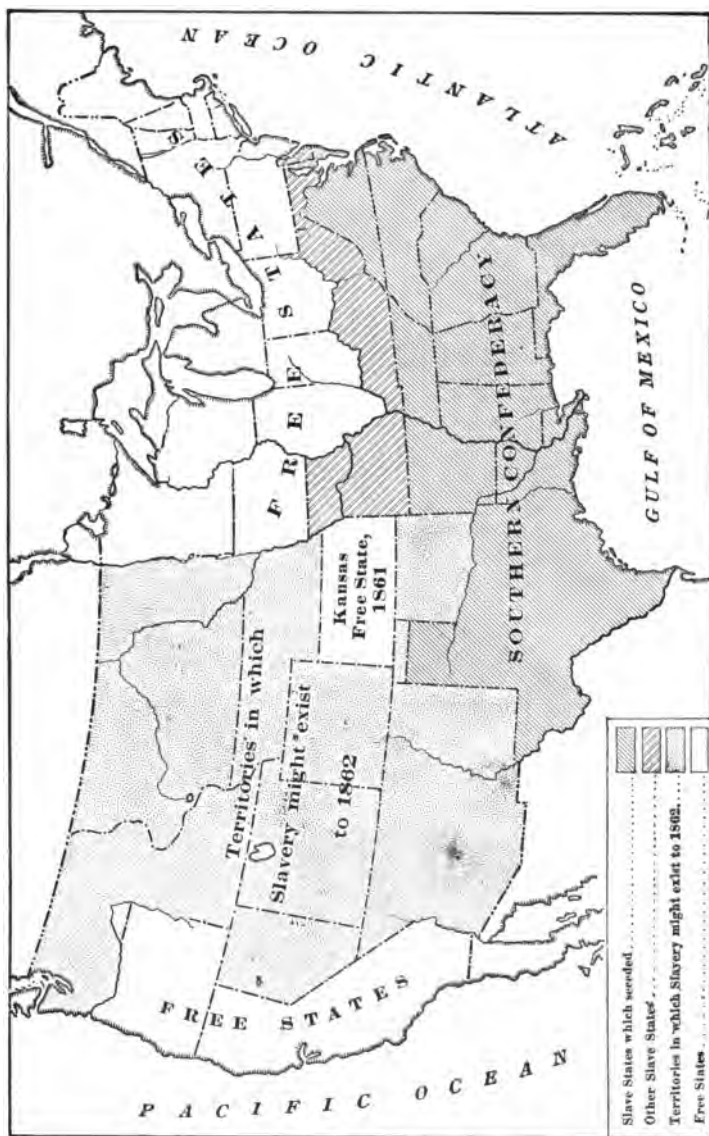 ATLANTIC OCEAN
FREE STATES
Kansas
Free State,
1861
Territories in which
Slavery might exist
to 1862
SOUTHERN CONFEDERACY
FREE STATES
GULF OF MEXICO
PACIFIC OCEAN
Slave States which seceded
Other Slave States
Territories in which Slavery might exist to 1862
Free States